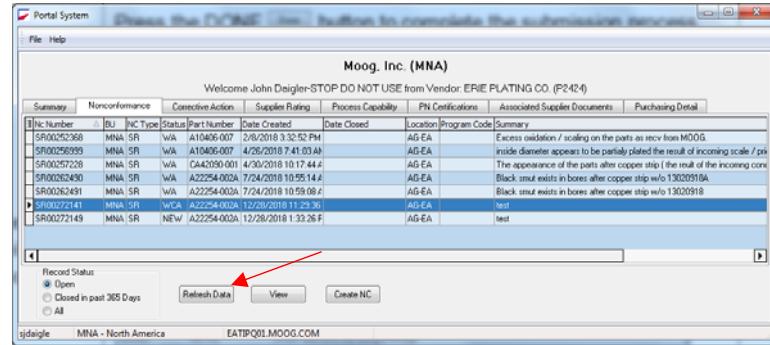 Portal System
Press the DONE button to complete the submission process
File Help
Moog, Inc. (MNA)
Welcome John Daigler-STOP DO NOT USE from Vendor: ERIE PLATING CO. (P2424)
Summary Nonconformance Corrective Action Supplier Rating Process Capability PN Certifications Associated Supplier Documents Purchasing Detail
Nc Number BU NC Type Status Part Number Date Created Date Closed Location Program Code Summary
SR00252368 MNA SR WA A10406-007 2/8/2018 3:32:52 PM AG-EA Excess oxidation / scaling on the parts as recv from MOOG.
SR00256999 MNA SR WA A10406-007 4/26/2018 7:41:03 AM AG-EA inside diameter appears to be partialy plated the result of incoming scale / pri
SR00257228 MNA SR WA CA42090-001 4/30/2018 10:17:44 A AG-EA The appearance of the parts after copper strip ( the reult of the incoming cond
SR00262490 MNA SR WA A22254-002A 7/24/2018 10:55:14 A AG-EA Black smut exists in bores after copper strip w/o 13020918A
SR00262491 MNA SR WA A22254-002A 7/24/2018 10:59:08 A AG-EA Black smut exists in bores after copper strip w/o 13020918
SR00272141 MNA SR WCA A22254-002A 12/28/2018 11:29:36 AG-EA test
SR00272149 MNA SR NEW A22254-002A 12/28/2018 1:33:26 P AG-EA test
Record Status
Open
Closed in past 365 Days
All
Refresh Data View Create NC
sjdaigle MNA - North America EATIPQ01.MOOG.COM